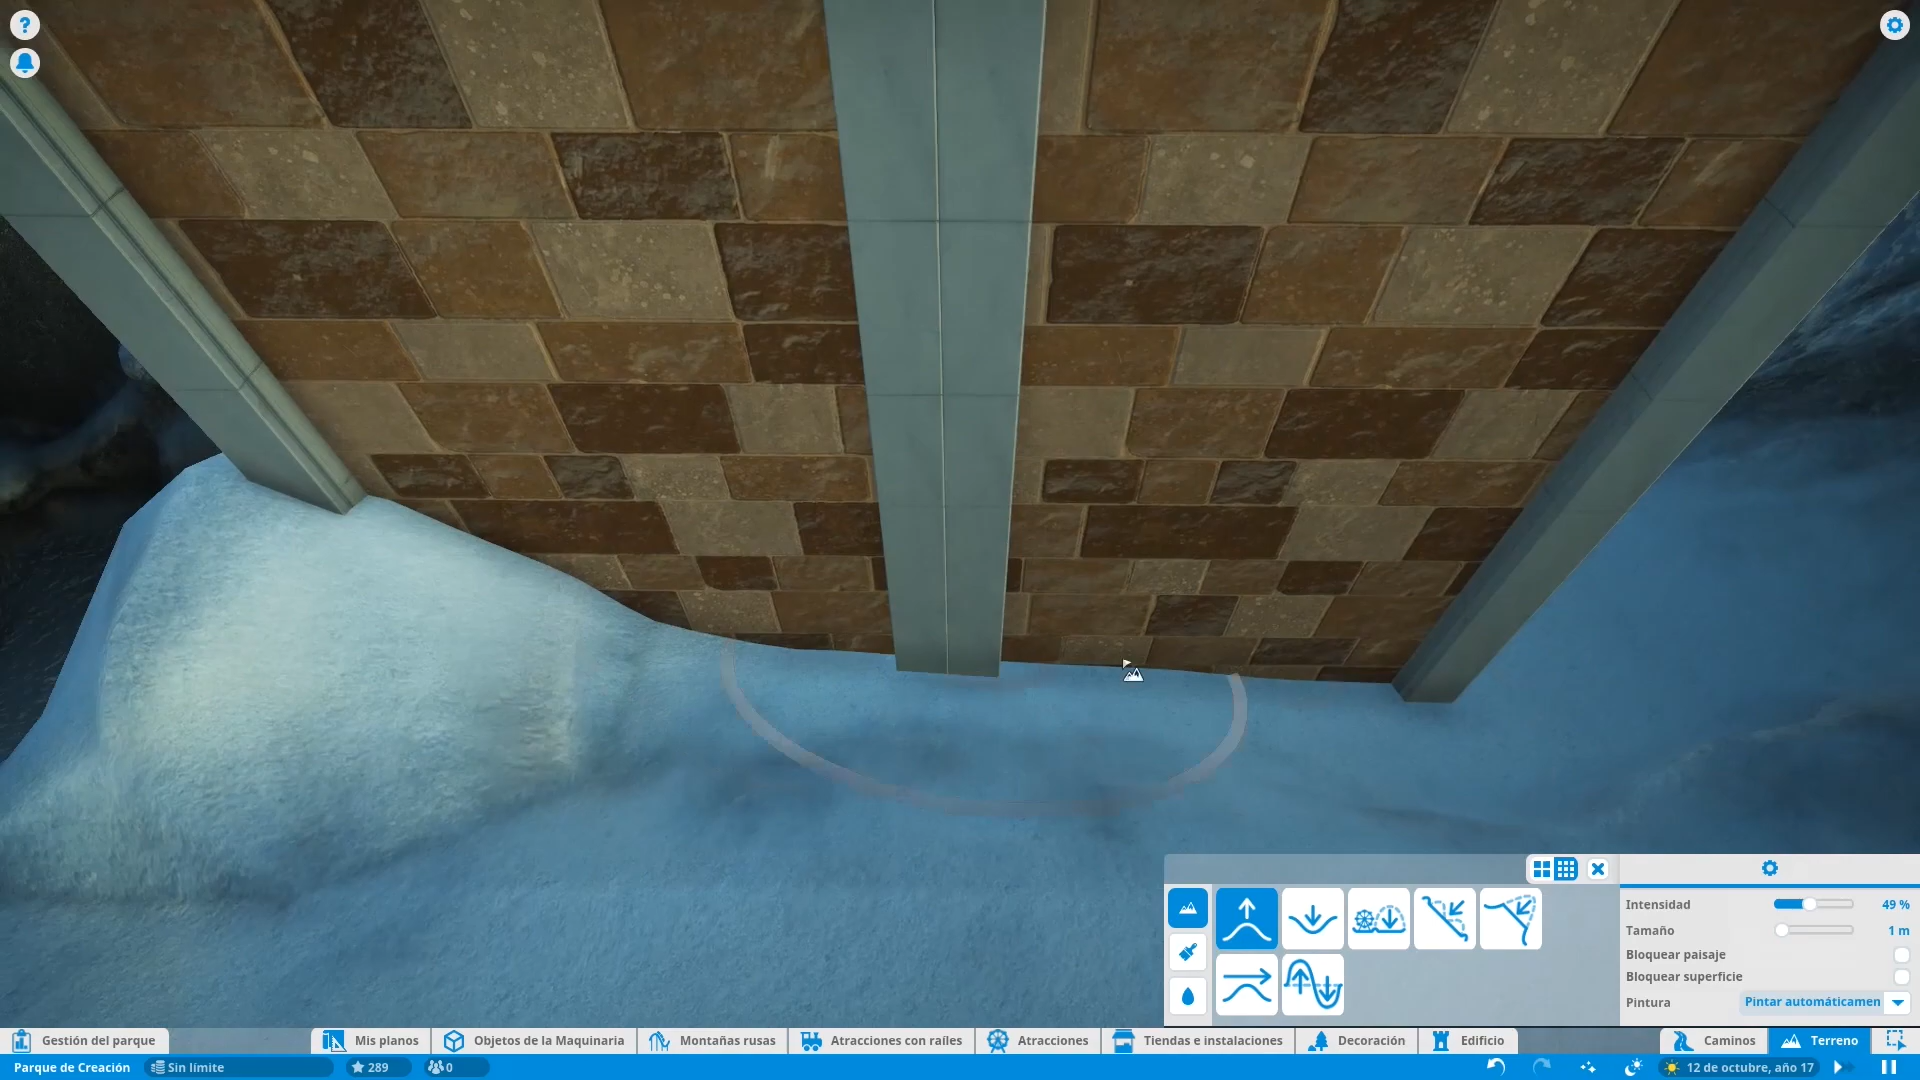 ?
Intensidad 49 %
Tamaño 1 m
Bloquear paisaje
Bloquear superficie
Pintura Pintar automáticamen
Gestión del parque Mis planos Objetos de la Maquinaria Montañas rusas Atracciones con raíles Atracciones Tiendas e instalaciones Decoración Edificio Caminos Terreno
Parque de Creación Sin límite 289 0 12 de octubre, año 17